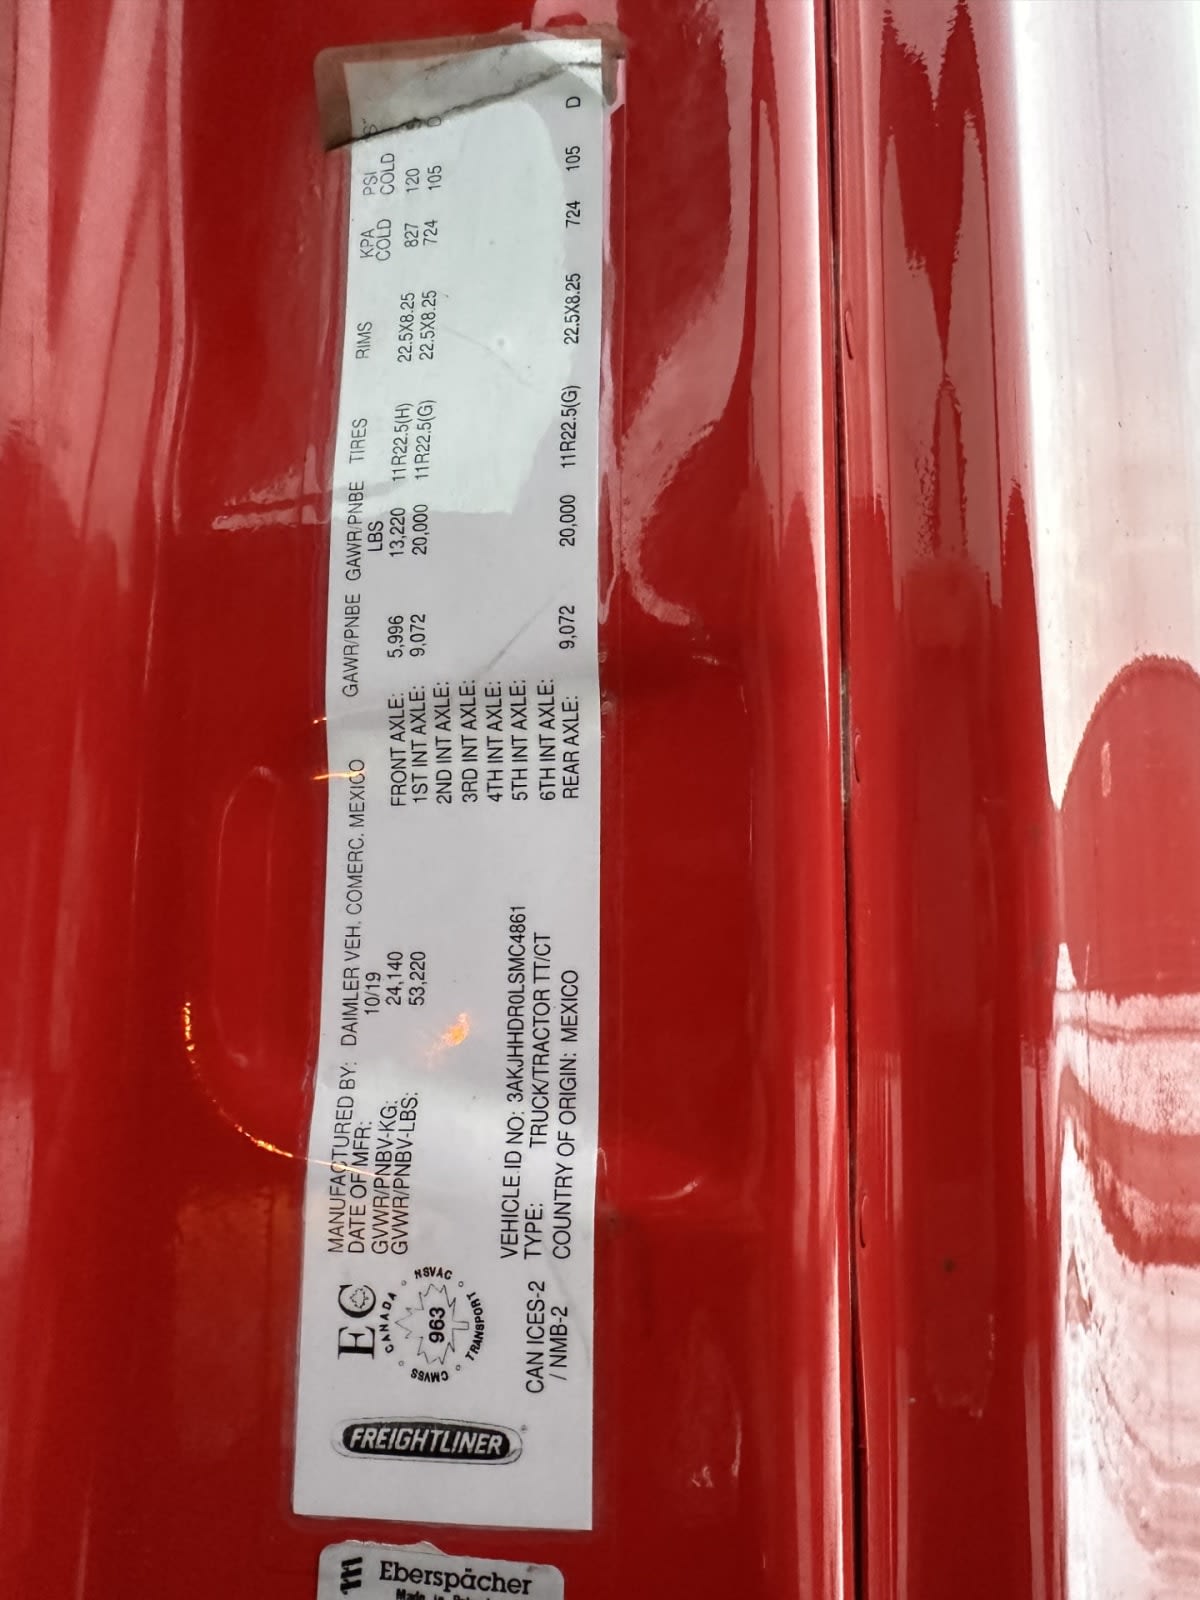 FREIGHTLINER
EC
CANADA
NSVAC
TRANSPORT
CMVSS
963
CAN ICES-2
/ NMB-2
MANUFACTURED BY: DAIMLER VEH. COMERC. MEXICO
DATE OF MFR: 10/19
GVWR/PNBV-KG: 24,140
GVWR/PNBV-LBS: 53,220
VEHICLE ID NO: 3AKJHHDR0LSMC4861
TYPE: TRUCK/TRACTOR TT/CT
COUNTRY OF ORIGIN: MEXICO
GAWR/PNBE GAWR/PNBE TIRES RIMS KPA PSI
LBS COLD COLD
FRONT AXLE: 5,996 13,220 11R22.5(H) 22.5X8.25 827 120 S
1ST INT AXLE: 9,072 20,000 11R22.5(G) 22.5X8.25 724 105 D
2ND INT AXLE:
3RD INT AXLE:
4TH INT AXLE:
5TH INT AXLE:
6TH INT AXLE:
REAR AXLE: 9,072 20,000 11R22.5(G) 22.5X8.25 724 105 D
Eberspächer
Made in